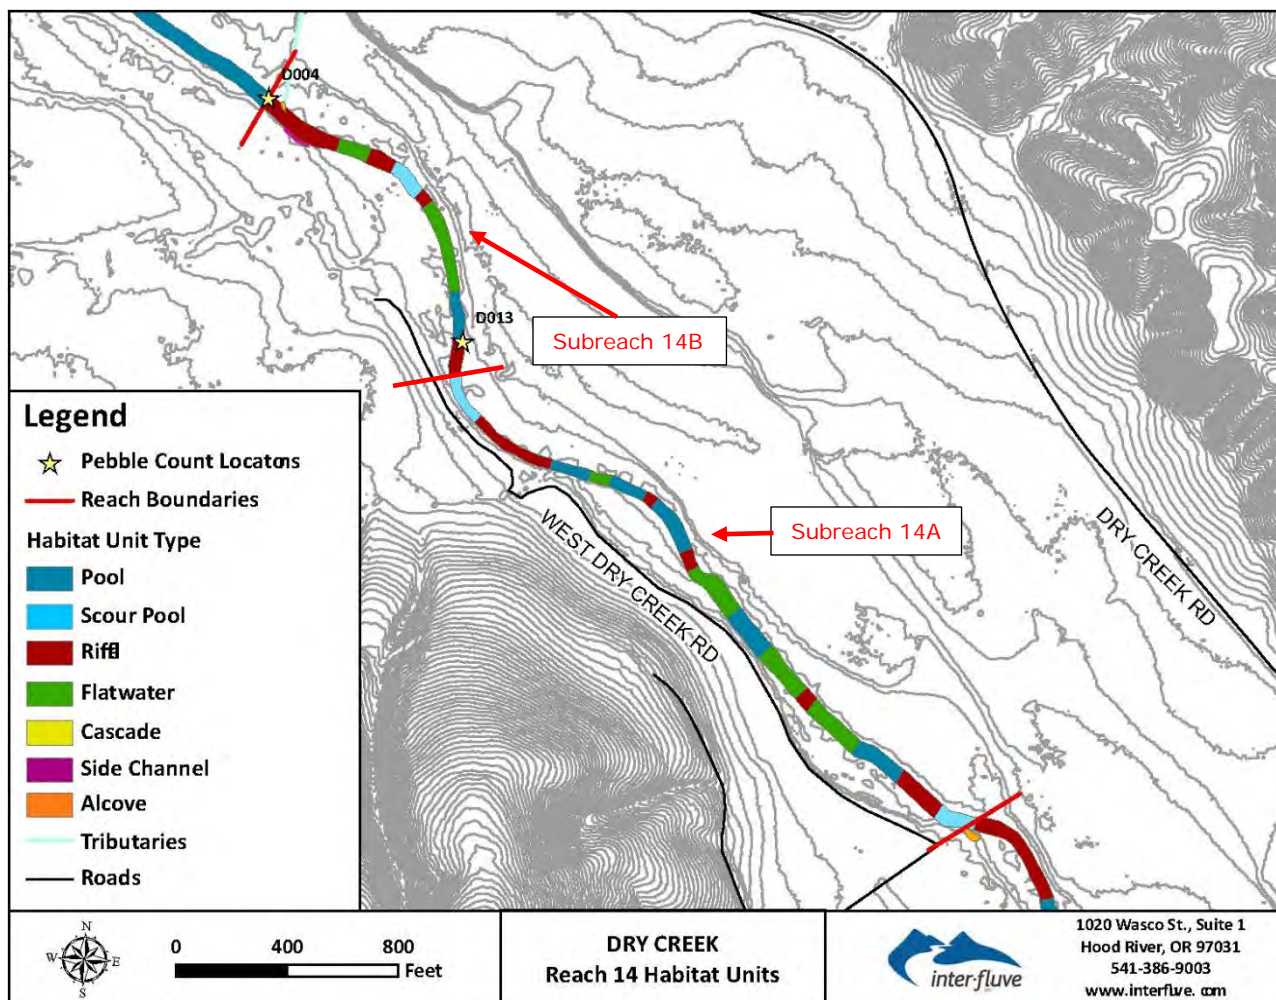 D004
D013
Subreach 14B
Subreach 14A
WEST DRY CREEK RD
DRY CREEK RD
Legend
Pebble Count Locatons
Reach Boundaries
Habitat Unit Type
Pool
Scour Pool
Riffl
Flatwater
Cascade
Side Channel
Alcove
Tributaries
Roads
N
W E
S
0 400 800
Feet
DRY CREEK
Reach 14 Habitat Units
inter-fluve
1020 Wasco St., Suite 1
Hood River, OR 97031
541-386-9003
www.interfluve. com